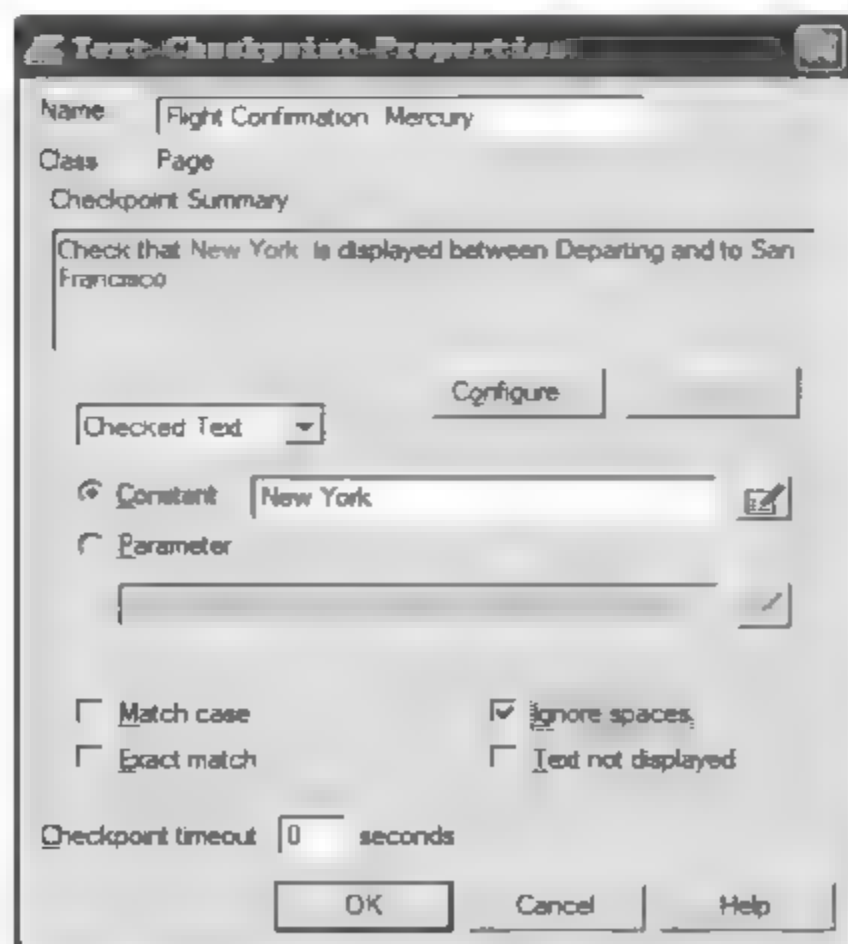 Text Checkpoint Properties
Name Flight Confirmation Mercury
Class Page
Checkpoint Summary
Check that New York is displayed between Departing and to San
Francisco
Configure
Checked Text
Constant New York
Parameter
Match case Ignore spaces
Exact match Text not displayed
Checkpoint timeout 0 seconds
OK Cancel Help